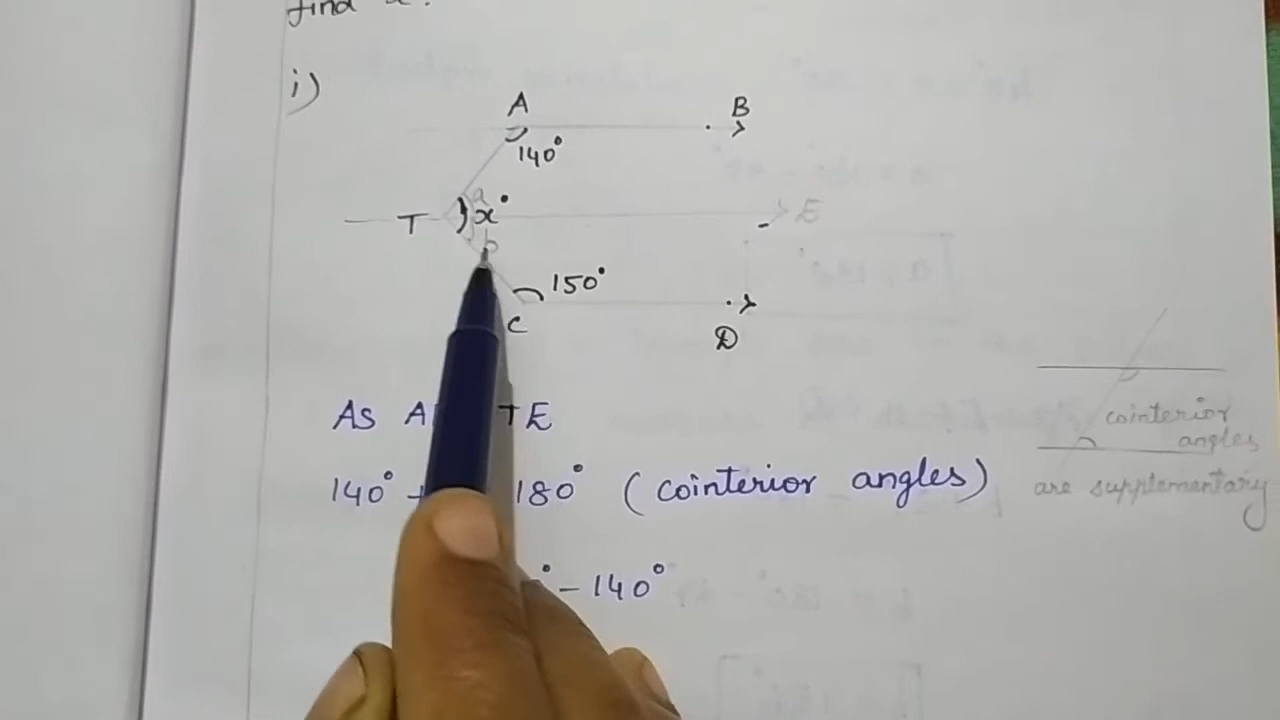 find
i)
A B
140°
a
T x° E
b
150°
C D
As TE
140° 180° (cointerior angles)
° – 140°
cointerior
angles
are supplementary